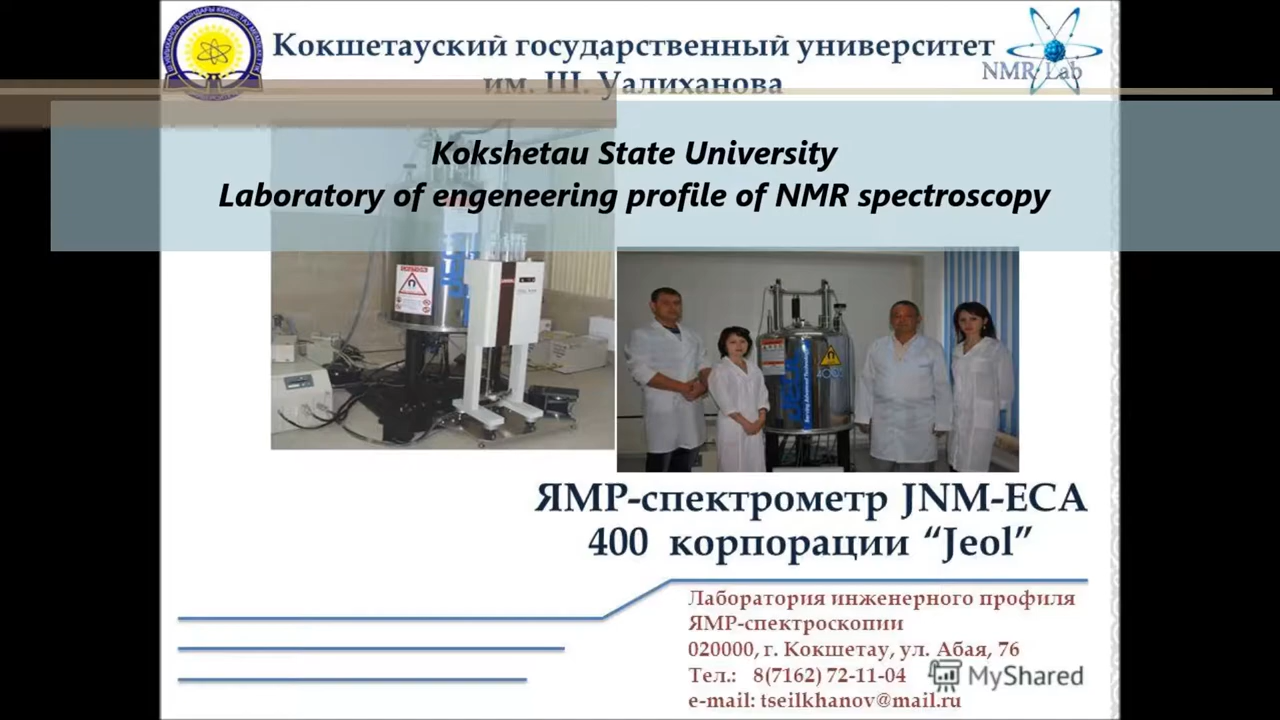 Кокшетауский государственный университет
им. Ш. Уалиханова
NMR Lab
Kokshetau State University
Laboratory of engeneering profile of NMR spectroscopy
ЯМР-спектрометр JNM-ECA
400 корпорации “Jeol”
Лаборатория инженерного профиля
ЯМР-спектроскопии
020000, г. Кокшетау, ул. Абая, 76
Тел.: 8(7162) 72-11-04
MyShared
e-mail: tseilkhanov@mail.ru